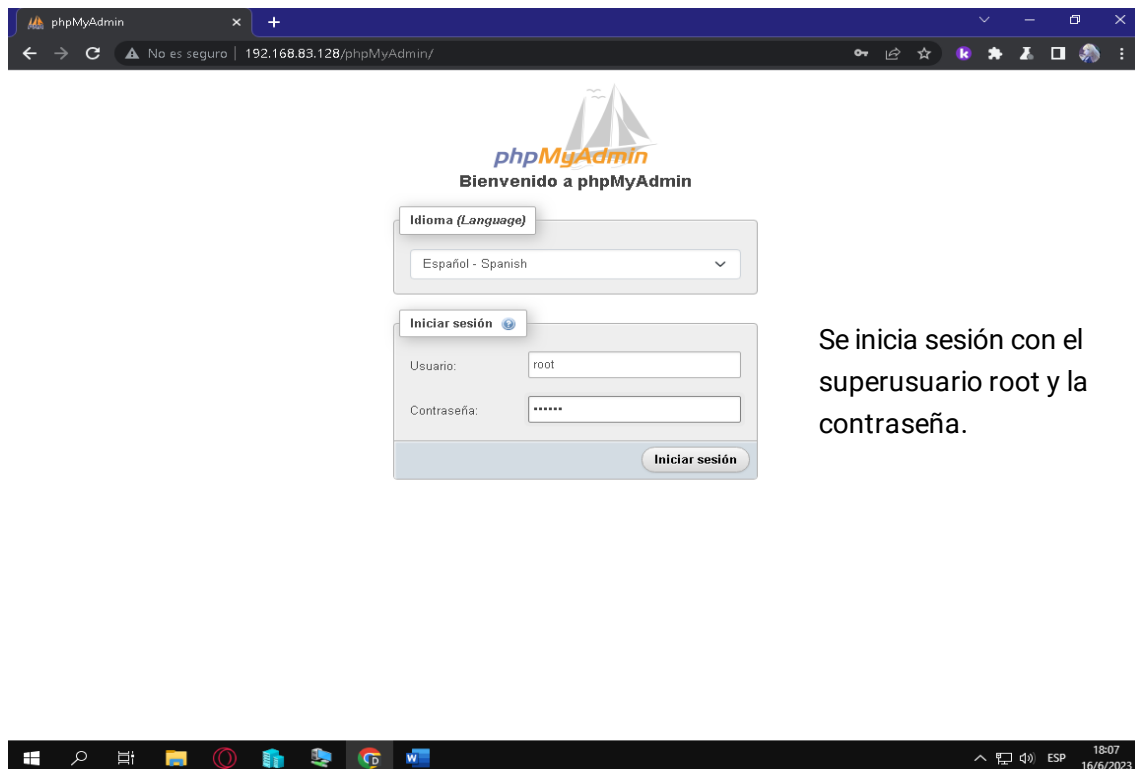 phpMyAdmin
No es seguro | 192.168.83.128/phpMyAdmin/
k
phpMyAdmin
Bienvenido a phpMyAdmin
Idioma (Language)
Español - Spanish
Iniciar sesión
Usuario: root
Contraseña: ••••••
Iniciar sesión
Se inicia sesión con el
superusuario root y la
contraseña.
ESP
18:07
16/6/2023